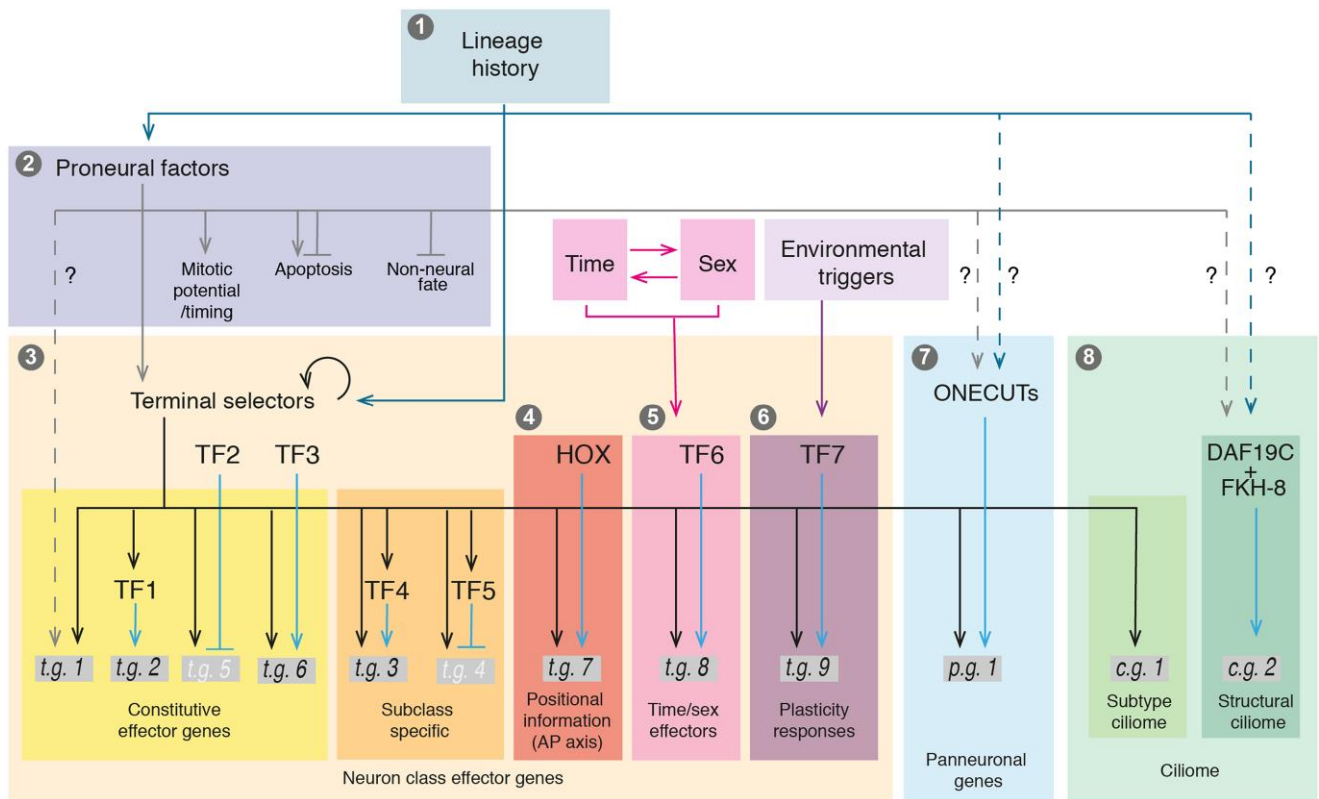 1
Lineage
history
2
Proneural factors
?
Mitotic
potential
/timing
Apoptosis
Non-neural
fate
Time
Sex
Environmental
triggers
?
?
?
?
3
Terminal selectors
TF2
TF3
4
HOX
5
TF6
6
TF7
7
ONECUTs
8
DAF19C
+
FKH-8
TF1
TF4
TF5
t.g. 1
t.g. 2
t.g. 5
t.g. 6
t.g. 3
t.g. 4
t.g. 7
t.g. 8
t.g. 9
p.g. 1
c.g. 1
c.g. 2
Constitutive
effector genes
Subclass
specific
Positional
information
(AP axis)
Time/sex
effectors
Plasticity
responses
Subtype
ciliome
Structural
ciliome
Neuron class effector genes
Panneuronal
genes
Ciliome